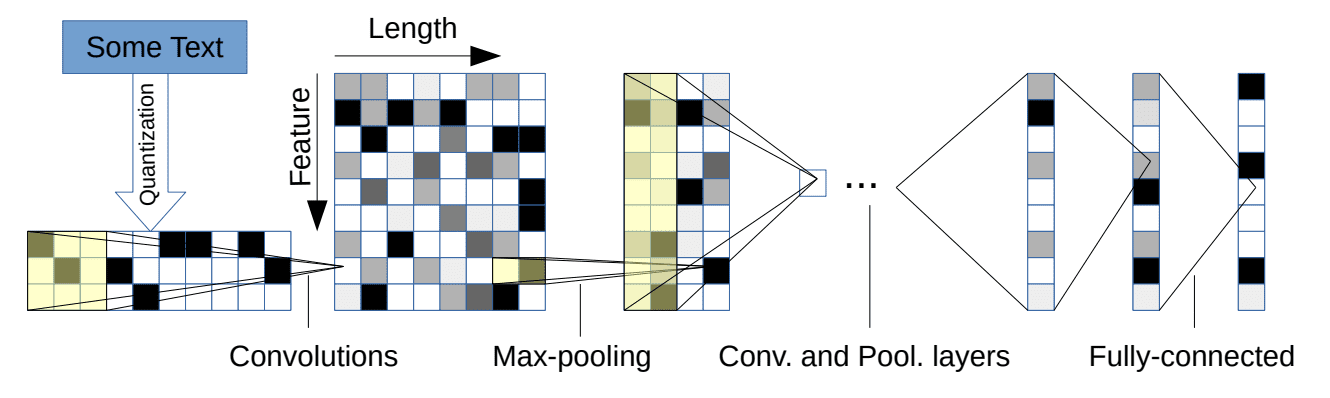 Some Text
Length
Quantization
Feature
...
Convolutions
Max-pooling
Conv. and Pool. layers
Fully-connected